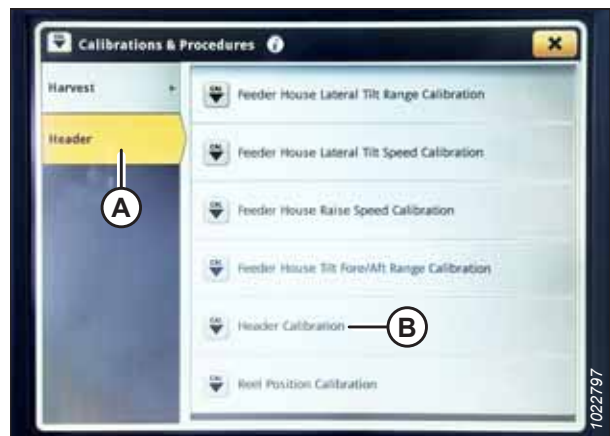 Calibrations & Procedures
Harvest
Header
A
Feeder House Lateral Tilt Range Calibration
Feeder House Lateral Tilt Speed Calibration
Feeder House Raise Speed Calibration
Feeder House Tilt Fore/Aft Range Calibration
Header Calibration
B
Reel Position Calibration
1022797